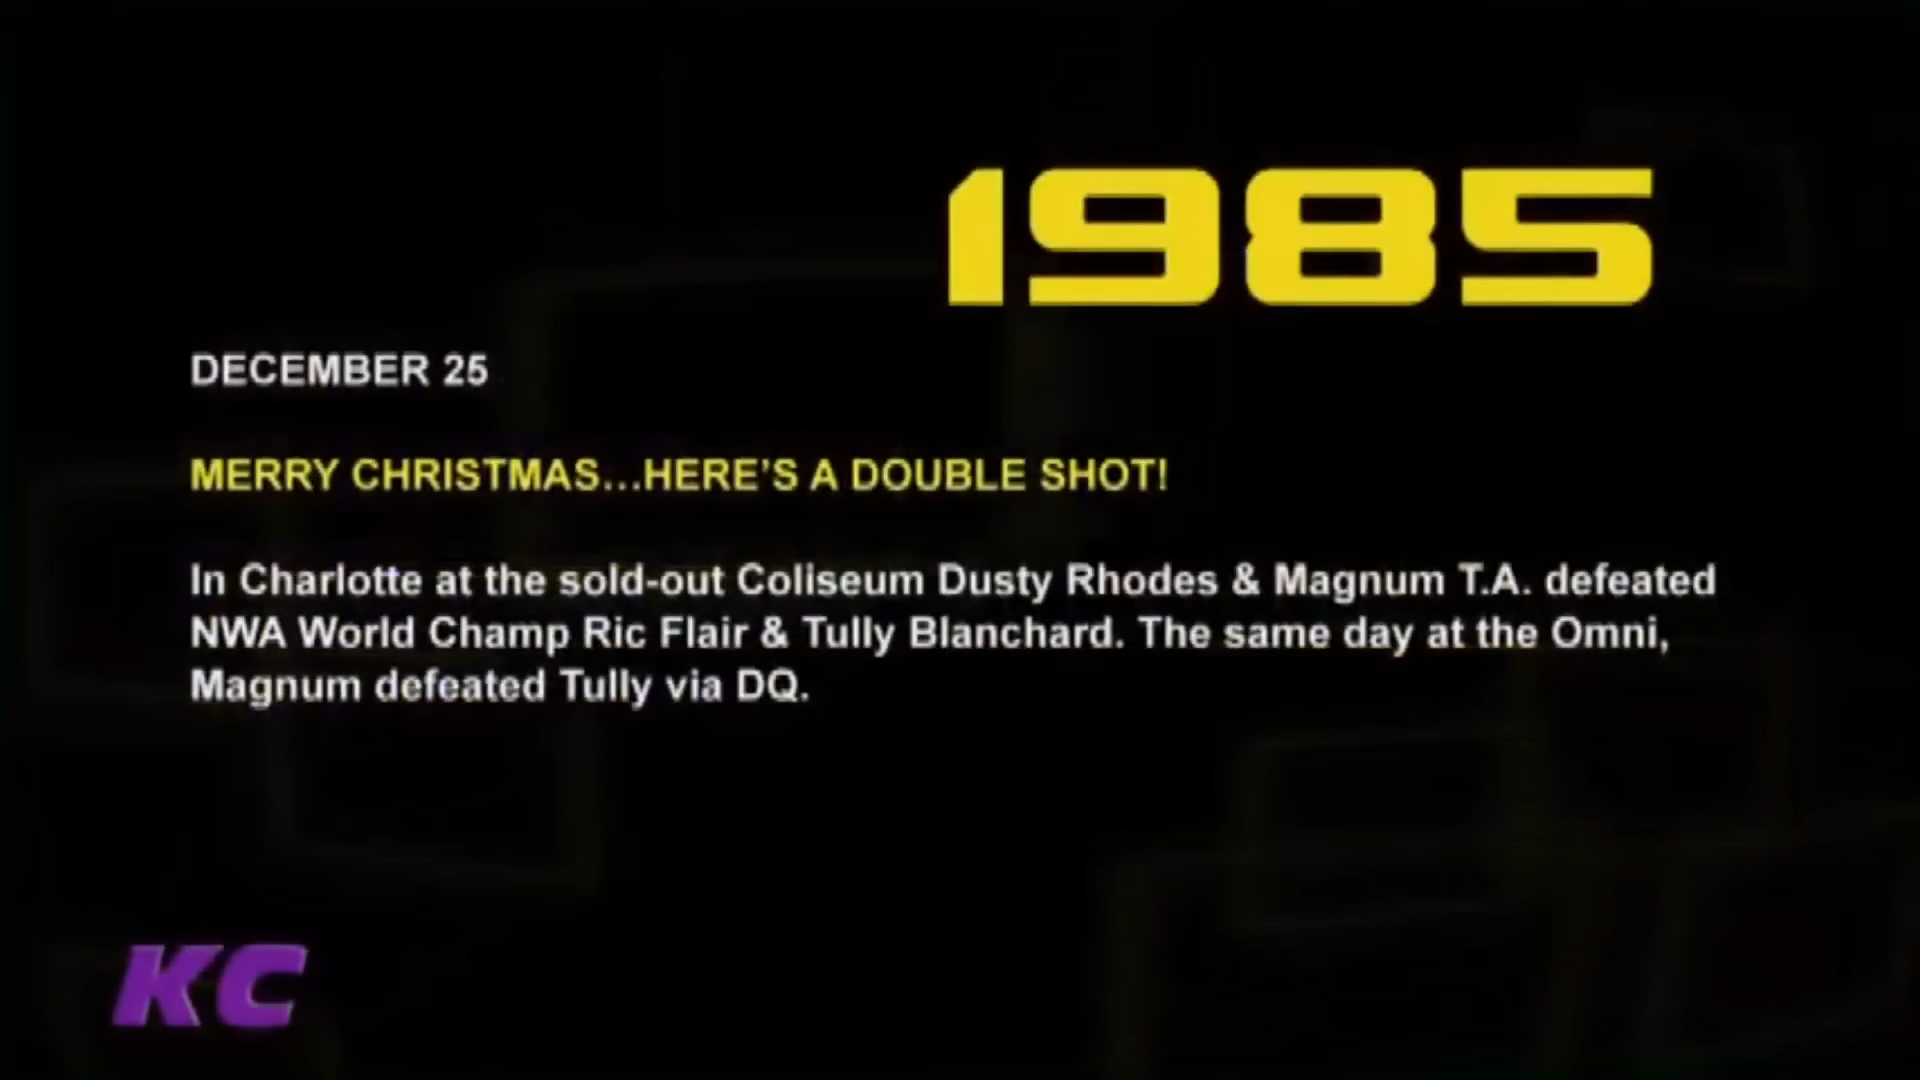 1985
DECEMBER 25
MERRY CHRISTMAS...HERE'S A DOUBLE SHOT!
In Charlotte at the sold-out Coliseum Dusty Rhodes & Magnum T.A. defeated
NWA World Champ Ric Flair & Tully Blanchard. The same day at the Omni,
Magnum defeated Tully via DQ.
KC